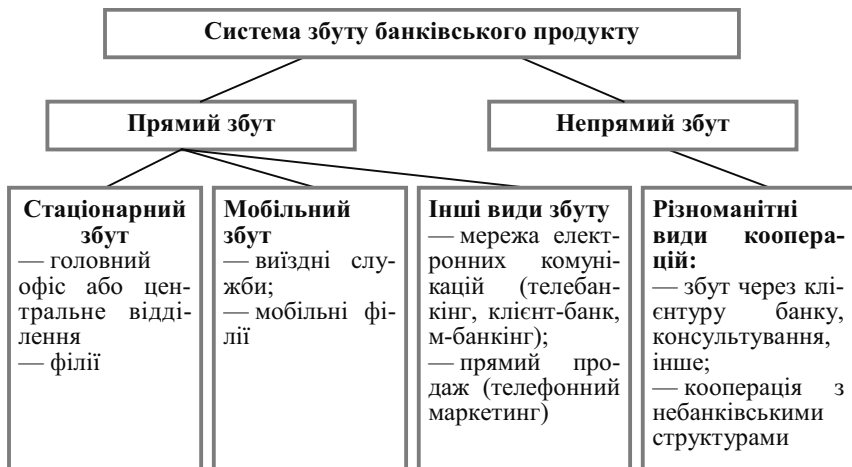 Система збуту банківського продукту
Прямий збут
Непрямий збут
Стаціонарний
збут
— головний
офіс або цен-
тральне відді-
лення
— філії
Мобільний
збут
— виїздні слу-
жби;
— мобільні фі-
лії
Інші види збуту
— мережа елект-
ронних комуні-
кацій (телебан-
кінг, клієнт-банк,
м-банкінг);
— прямий про-
даж (телефонний
маркетинг)
Різноманітні
види коопера-
цій:
— збут через клі-
єнтуру банку,
консультування,
інше;
— кооперація з
небанківськими
структурами